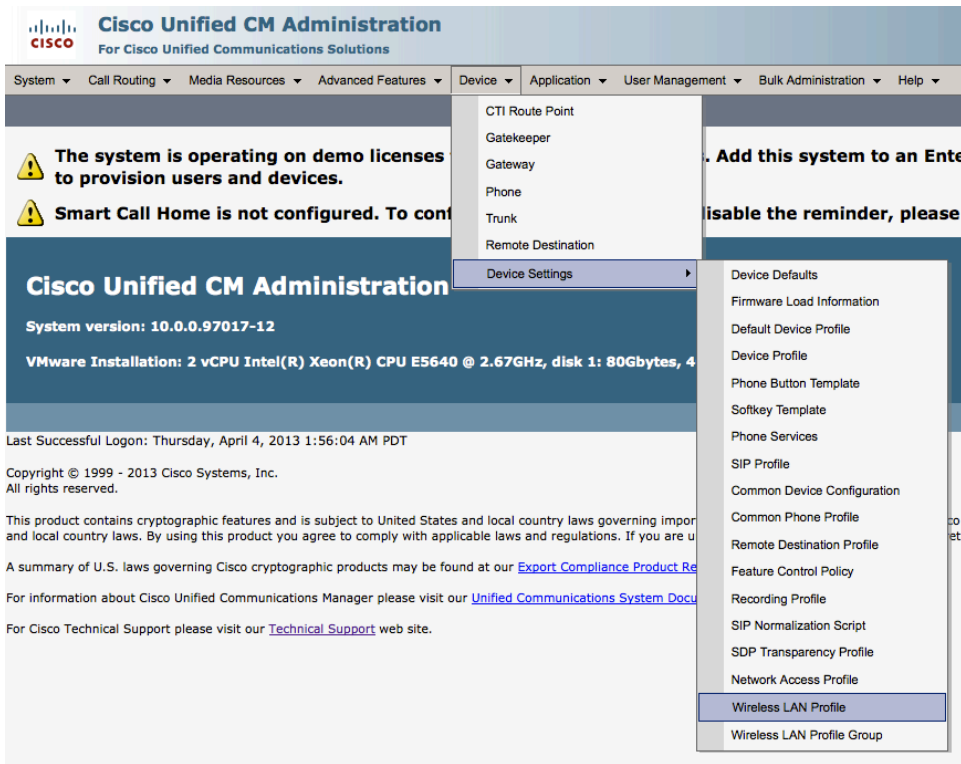 CISCO
Cisco Unified CM Administration
For Cisco Unified Communications Solutions
System Call Routing Media Resources Advanced Features Device Application User Management Bulk Administration Help
CTI Route Point
Gatekeeper
Gateway
Phone
Trunk
Remote Destination
Device Settings
The system is operating on demo licenses . Add this system to an Ente
to provision users and devices.
Smart Call Home is not configured. To conf isable the reminder, please
Device Defaults
Firmware Load Information
Default Device Profile
Device Profile
Phone Button Template
Softkey Template
Phone Services
SIP Profile
Common Device Configuration
Common Phone Profile
Remote Destination Profile
Feature Control Policy
Recording Profile
SIP Normalization Script
SDP Transparency Profile
Network Access Profile
Wireless LAN Profile
Wireless LAN Profile Group
Cisco Unified CM Administration
System version: 10.0.0.97017-12
VMware Installation: 2 vCPU Intel(R) Xeon(R) CPU E5640 @ 2.67GHz, disk 1: 80Gbytes, 4
Last Successful Logon: Thursday, April 4, 2013 1:56:04 AM PDT
Copyright © 1999 - 2013 Cisco Systems, Inc.
All rights reserved.
This product contains cryptographic features and is subject to United States and local country laws governing impor co
and local country laws. By using this product you agree to comply with applicable laws and regulations. If you are u et
A summary of U.S. laws governing Cisco cryptographic products may be found at our Export Compliance Product Re
For information about Cisco Unified Communications Manager please visit our Unified Communications System Docu
For Cisco Technical Support please visit our Technical Support web site.